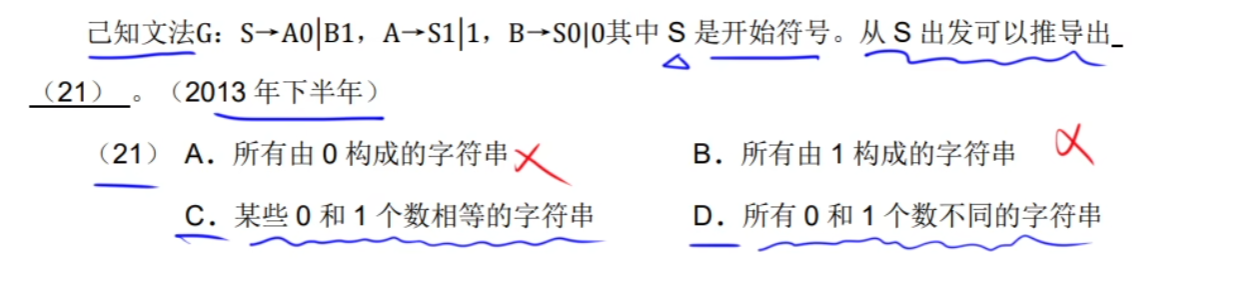 己知文法G：S→A0|B1，A→S1|1，B→S0|0其中 S 是开始符号。从 S 出发可以推导出_
（21） 。（2013 年下半年）
（21） A．所有由 0 构成的字符串 B．所有由 1 构成的字符串
C．某些 0 和 1 个数相等的字符串 D．所有 0 和 1 个数不同的字符串